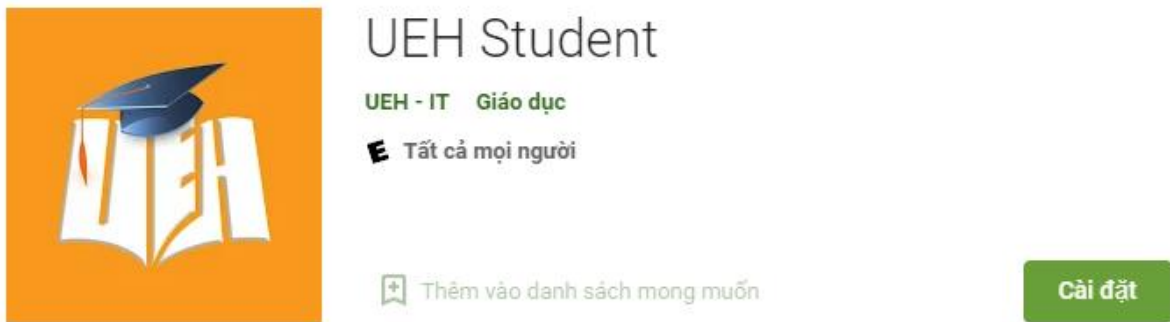 UEH
UEH Student
UEH - IT Giáo dục
E Tất cả mọi người
Thêm vào danh sách mong muốn
Cài đặt